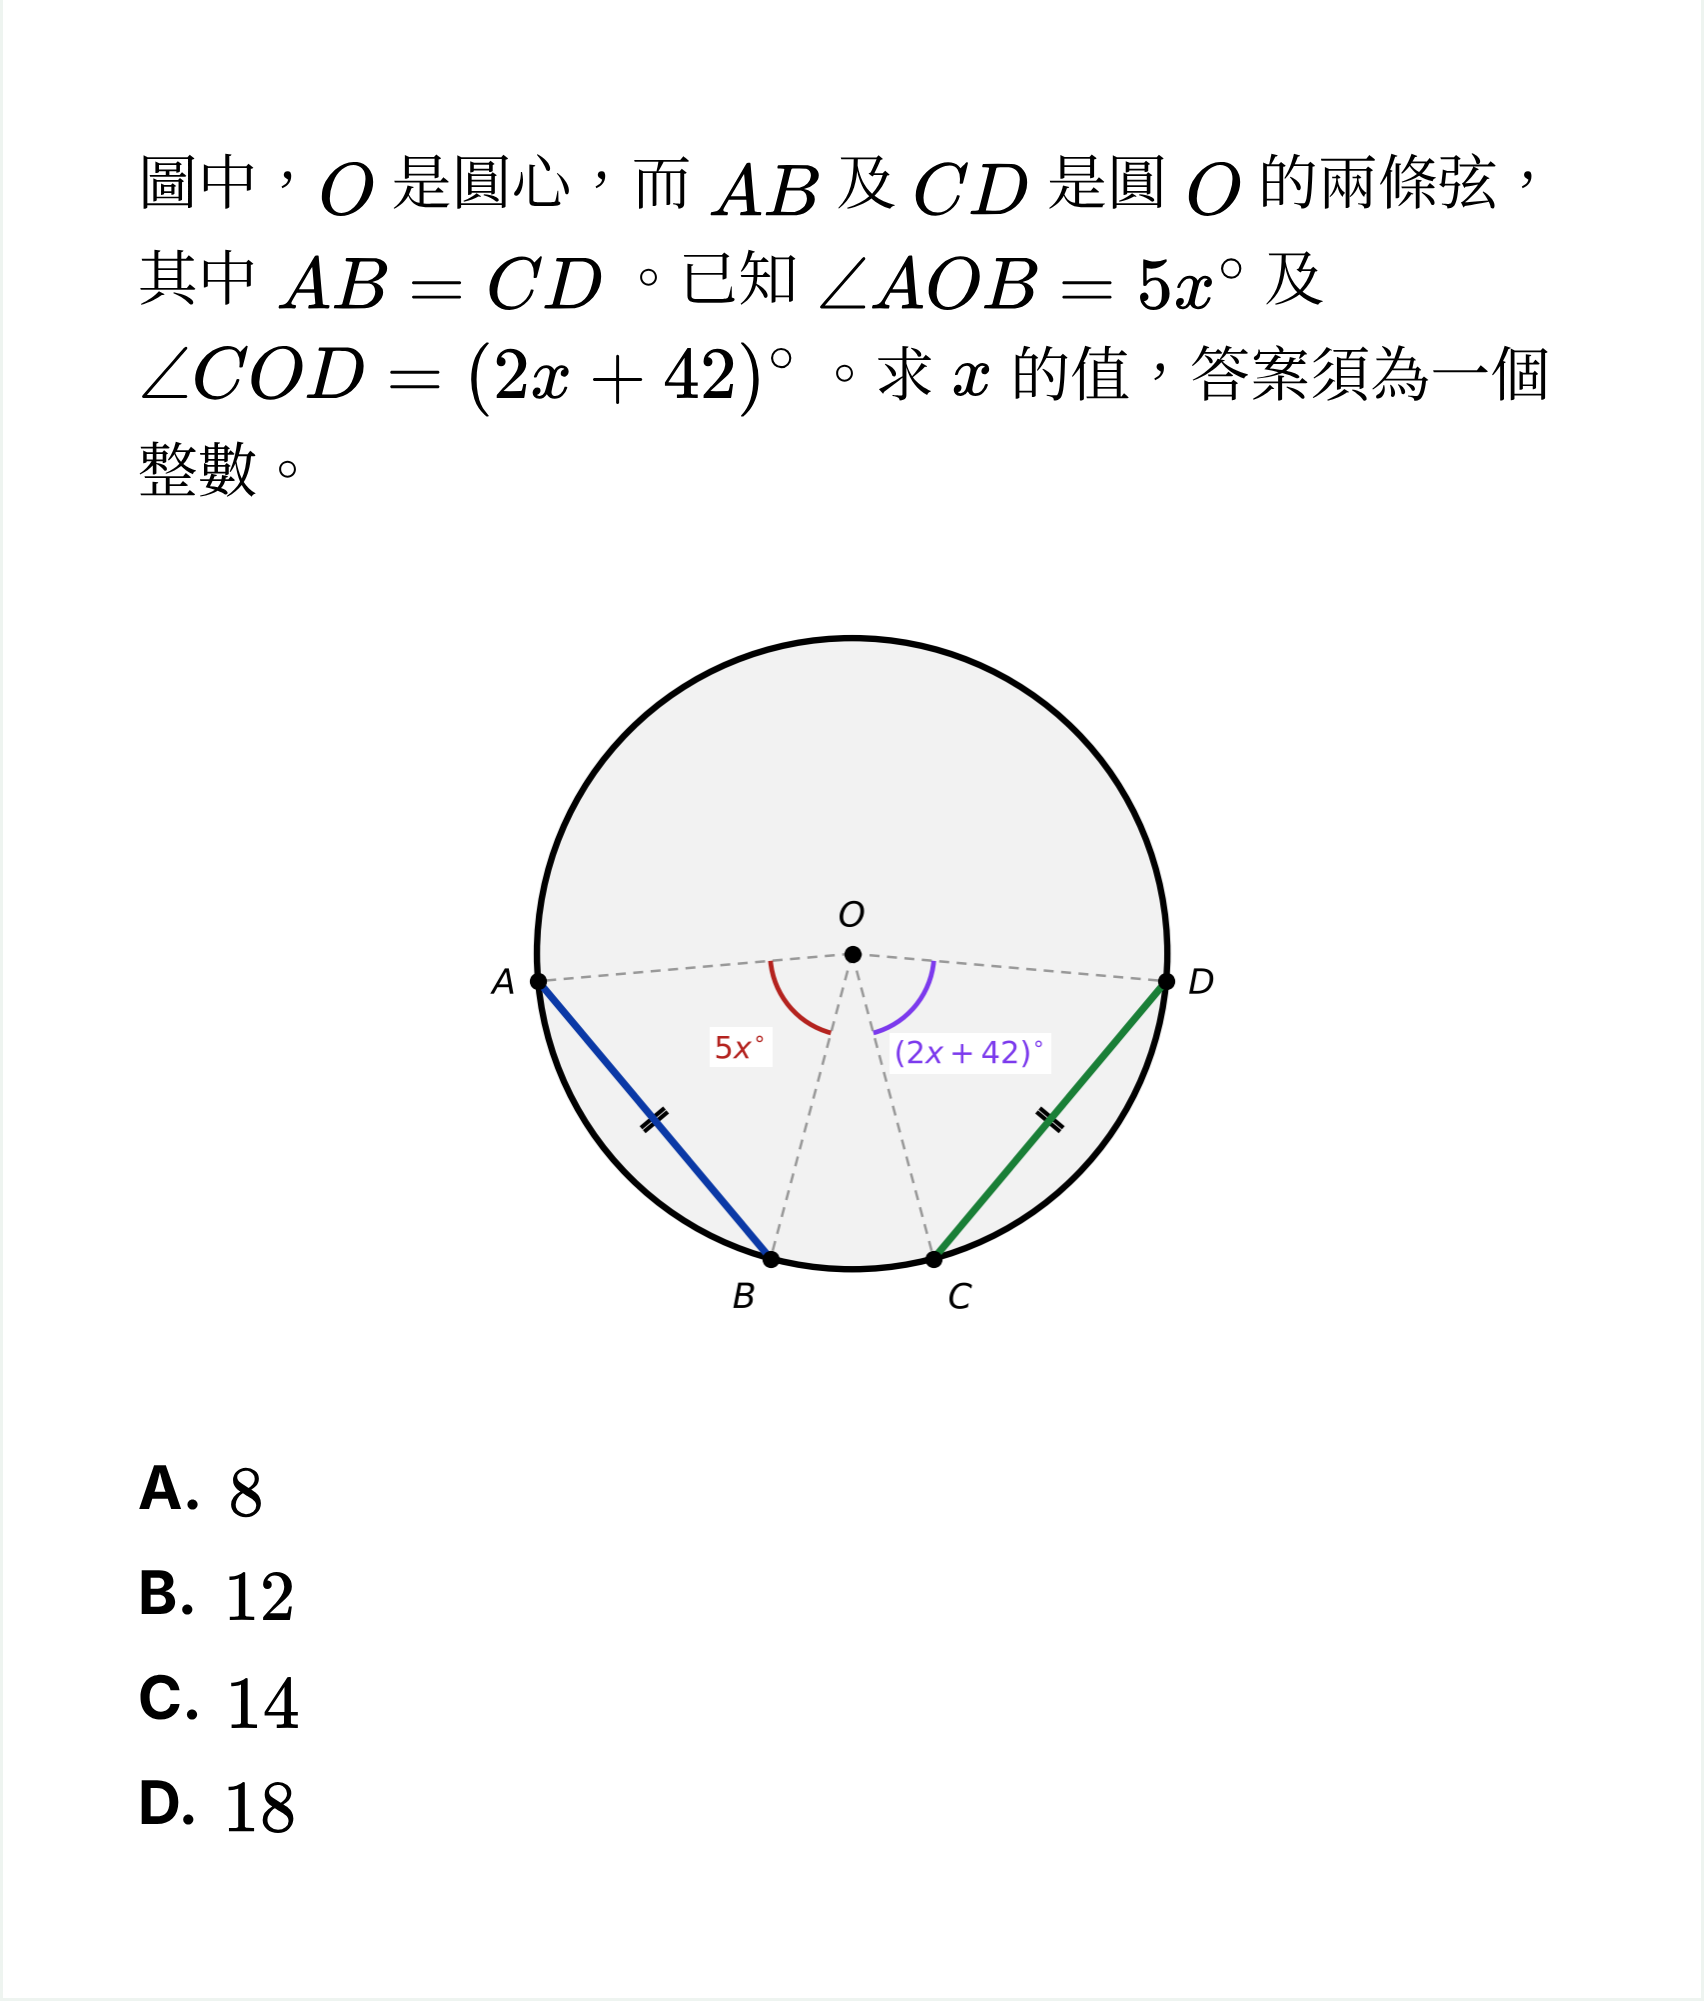 圖中，O 是圓心，而 AB 及 CD 是圓 O 的兩條弦，
其中 AB = CD 。已知 ∠AOB = 5x° 及
∠COD = (2x + 42)° 。求 x 的值，答案須為一個
整數。
O
A
D
5x°
(2x + 42)°
B
C
A. 8
B. 12
C. 14
D. 18